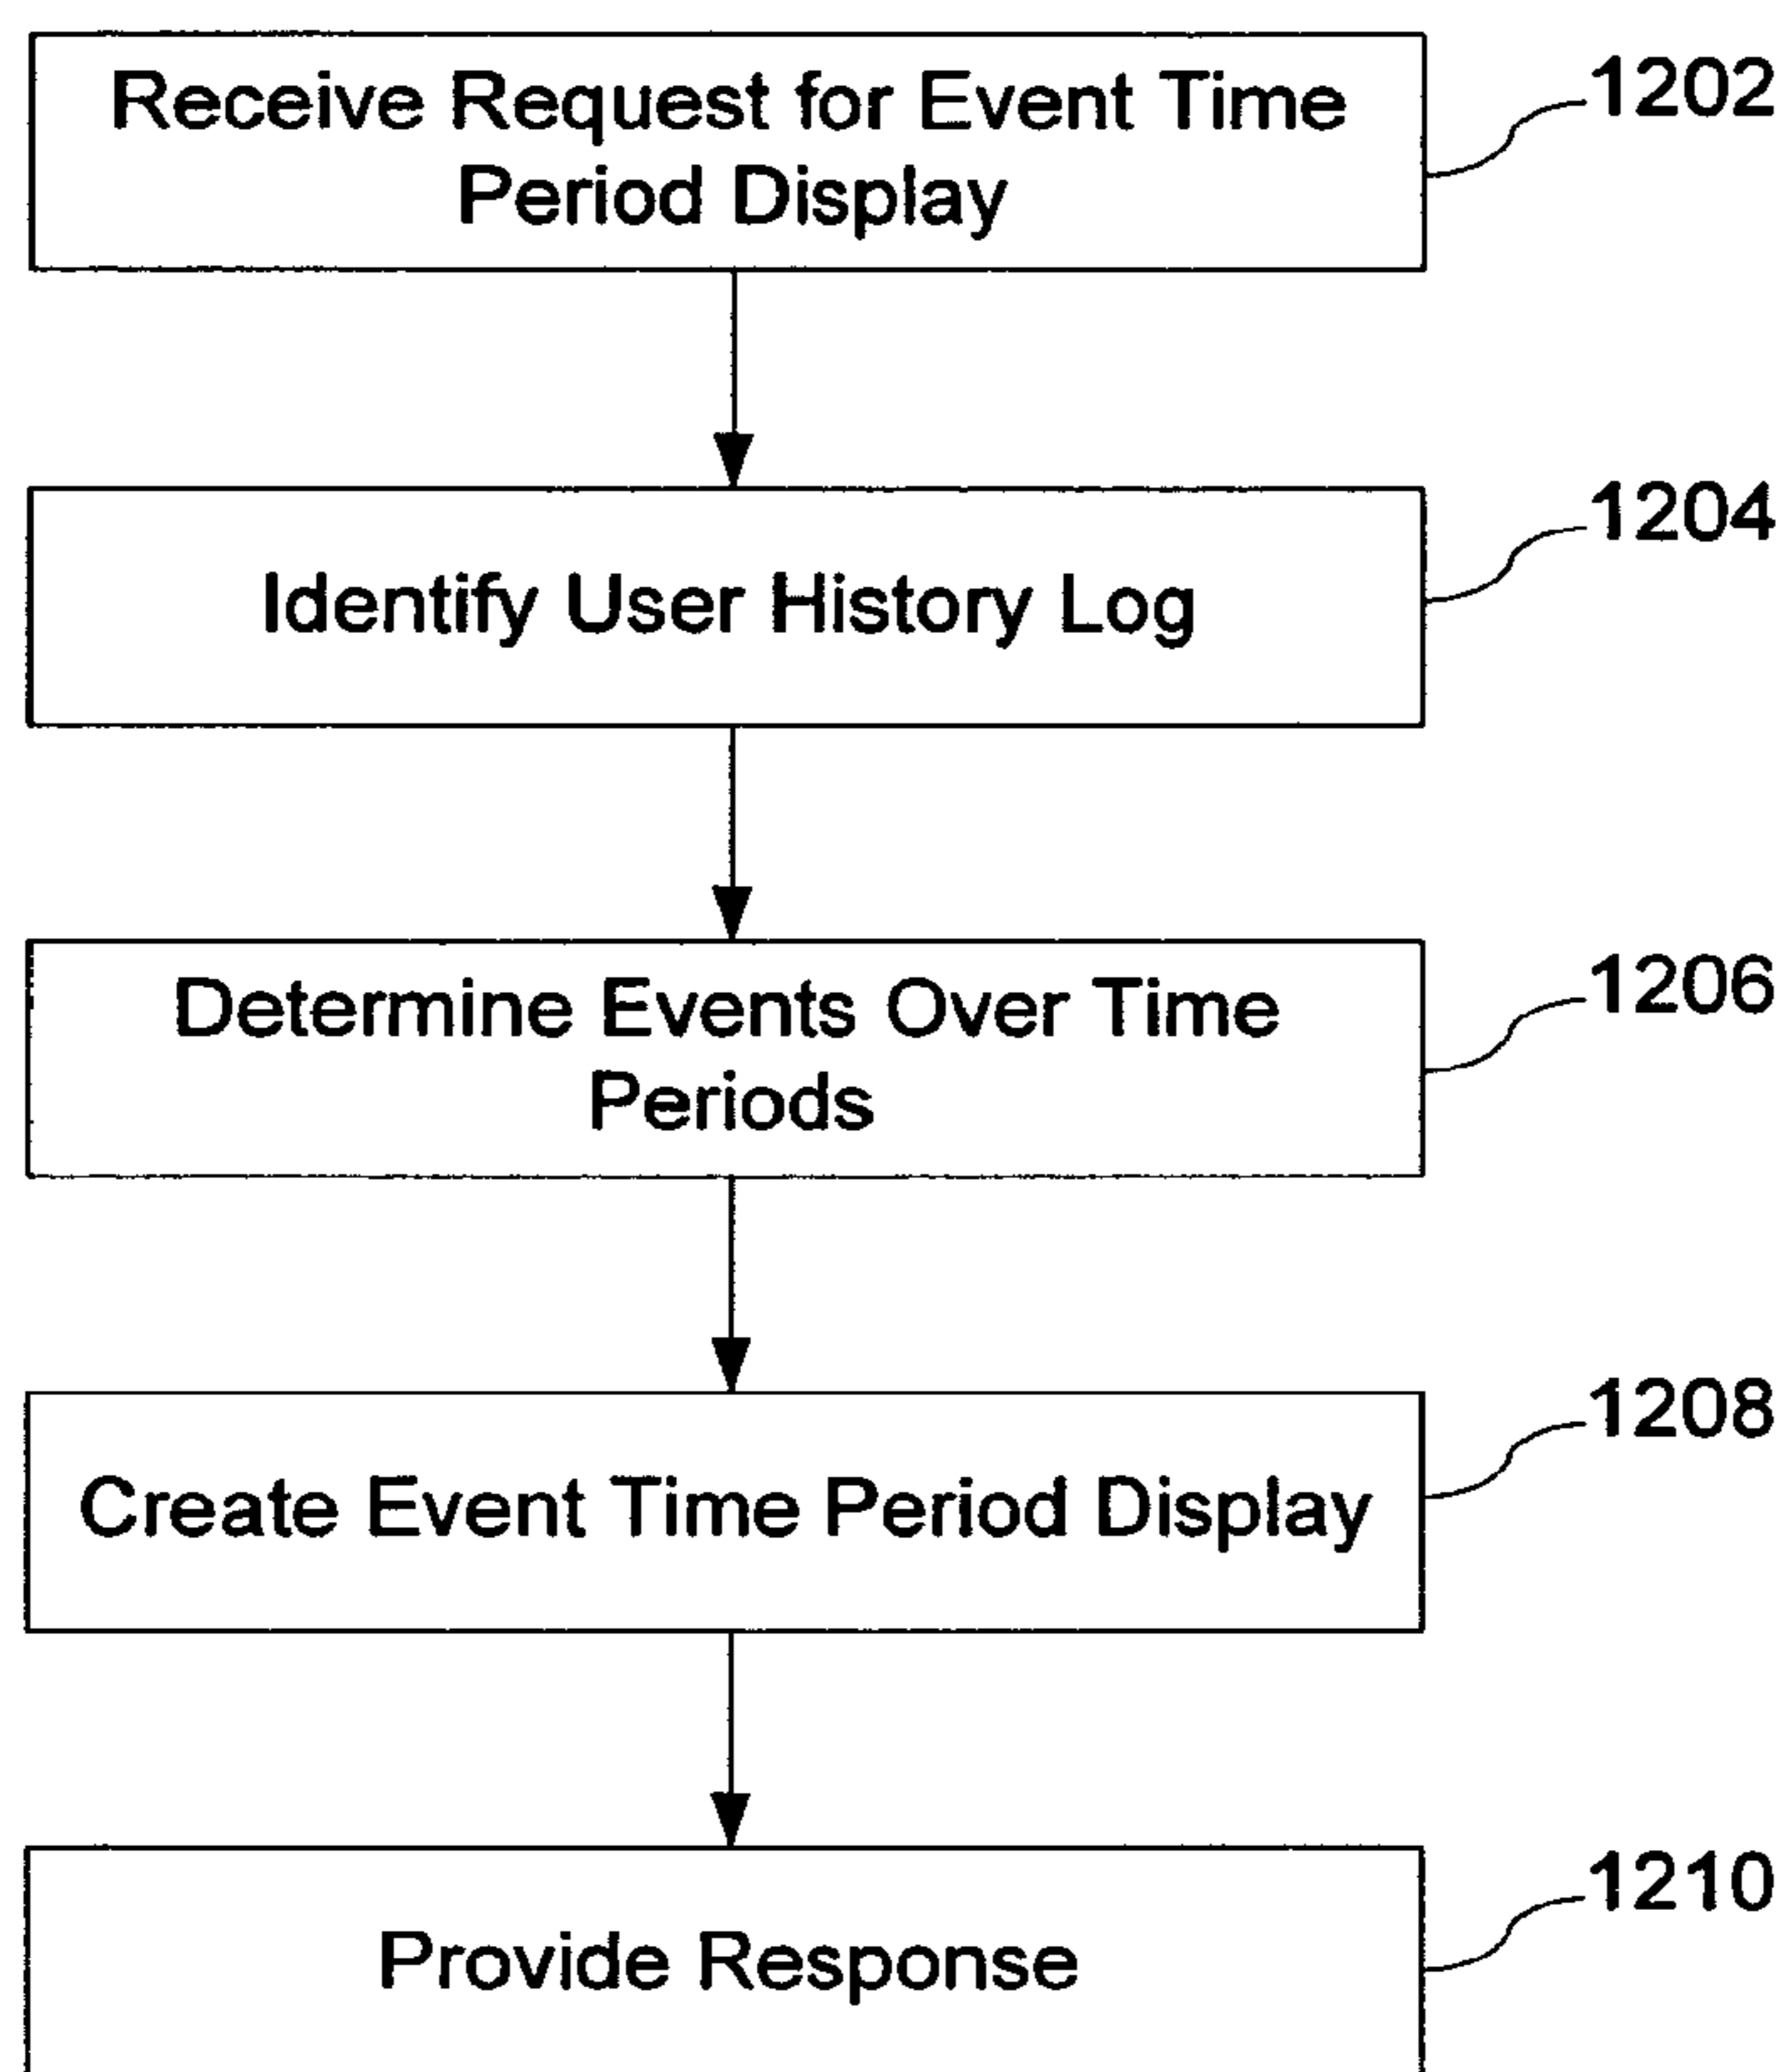 Receive Request for Event Time
Period Display
1202
Identify User History Log
1204
Determine Events Over Time
Periods
1206
Create Event Time Period Display
1208
Provide Response
1210